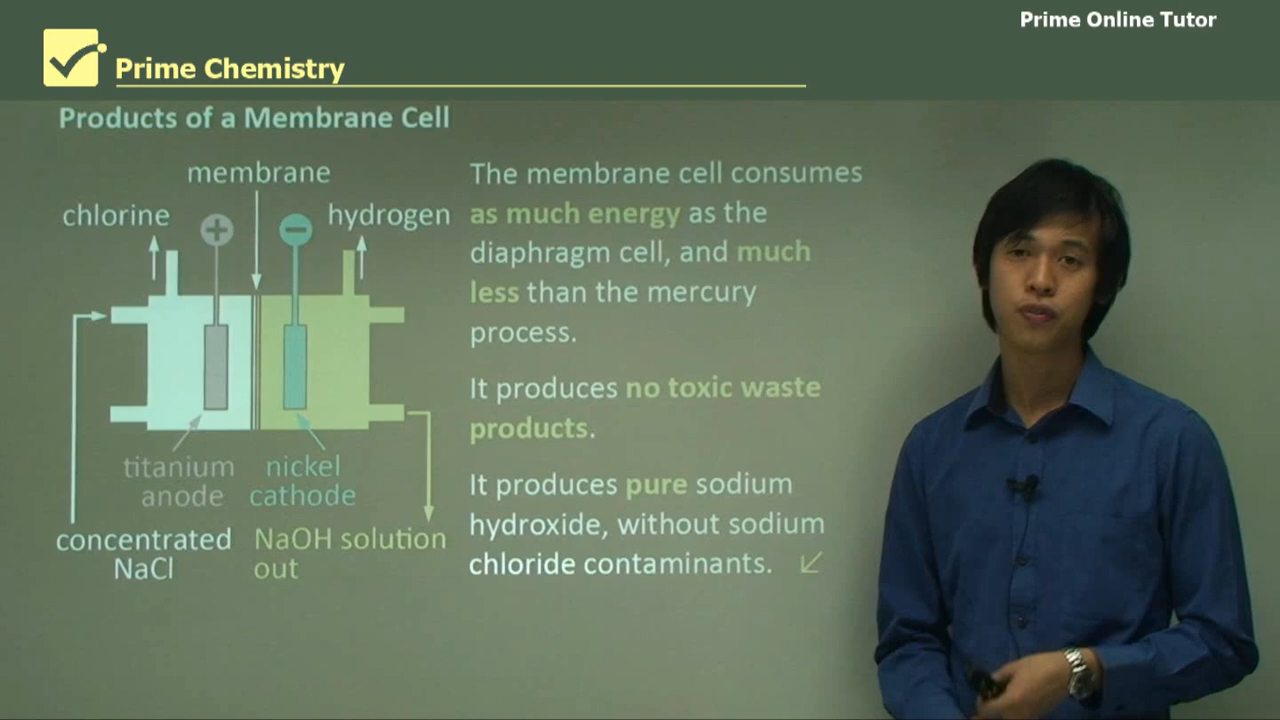 Prime Online Tutor
Prime Chemistry
Products of a Membrane Cell
membrane
chlorine
+
−
hydrogen
titanium
anode
nickel
cathode
concentrated
NaCl
NaOH solution
out
The membrane cell consumes
as much energy as the
diaphragm cell, and much
less than the mercury
process.
It produces no toxic waste
products.
It produces pure sodium
hydroxide, without sodium
chloride contaminants.